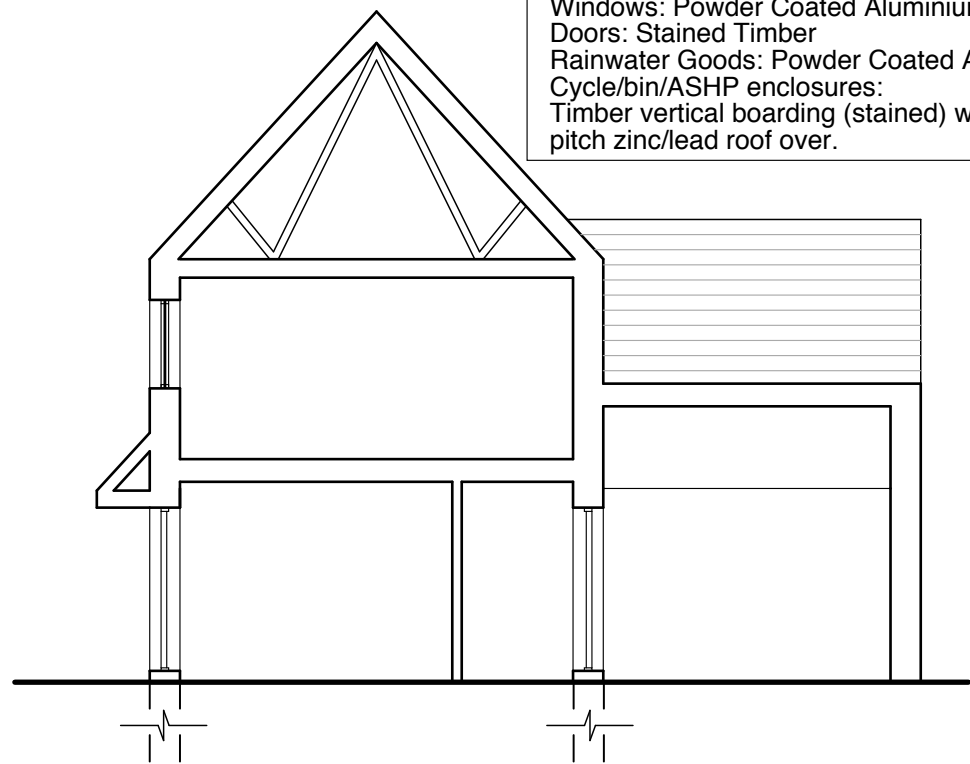 Windows: Powder Coated
Doors: Stained Timber
Rainwater Goods: Powder Coated
Cycle/bin/ASHP enclosures:
Timber vertical boarding (stained)
pitch zinc/lead roof over.